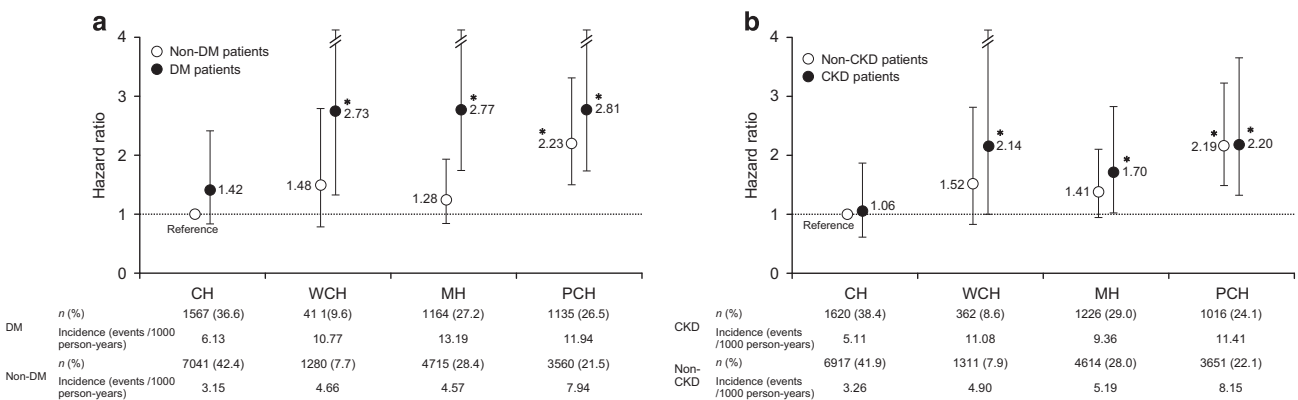 a
4
3
2
1
0
Hazard ratio
Non-DM patients
DM patients
Reference
1.42
1.48
*
2.73
1.28
*
2.77
*
2.23
*
2.81
CH WCH MH PCH
DM
n (%) 1567 (36.6) 41 1(9.6) 1164 (27.2) 1135 (26.5)
Incidence (events /1000
person-years) 6.13 10.77 13.19 11.94
Non-DM
n (%) 7041 (42.4) 1280 (7.7) 4715 (28.4) 3560 (21.5)
Incidence (events /1000
person-years) 3.15 4.66 4.57 7.94
b
4
3
2
1
0
Hazard ratio
Non-CKD patients
CKD patients
Reference
1.06
1.52
*
2.14
1.41
*
1.70
*
2.19
*
2.20
CH WCH MH PCH
CKD
n (%) 1620 (38.4) 362 (8.6) 1226 (29.0) 1016 (24.1)
Incidence (events
/1000 person-years) 5.11 11.08 9.36 11.41
Non-
CKD
n (%) 6917 (41.9) 1311 (7.9) 4614 (28.0) 3651 (22.1)
Incidence (events
/1000 person-years) 3.26 4.90 5.19 8.15